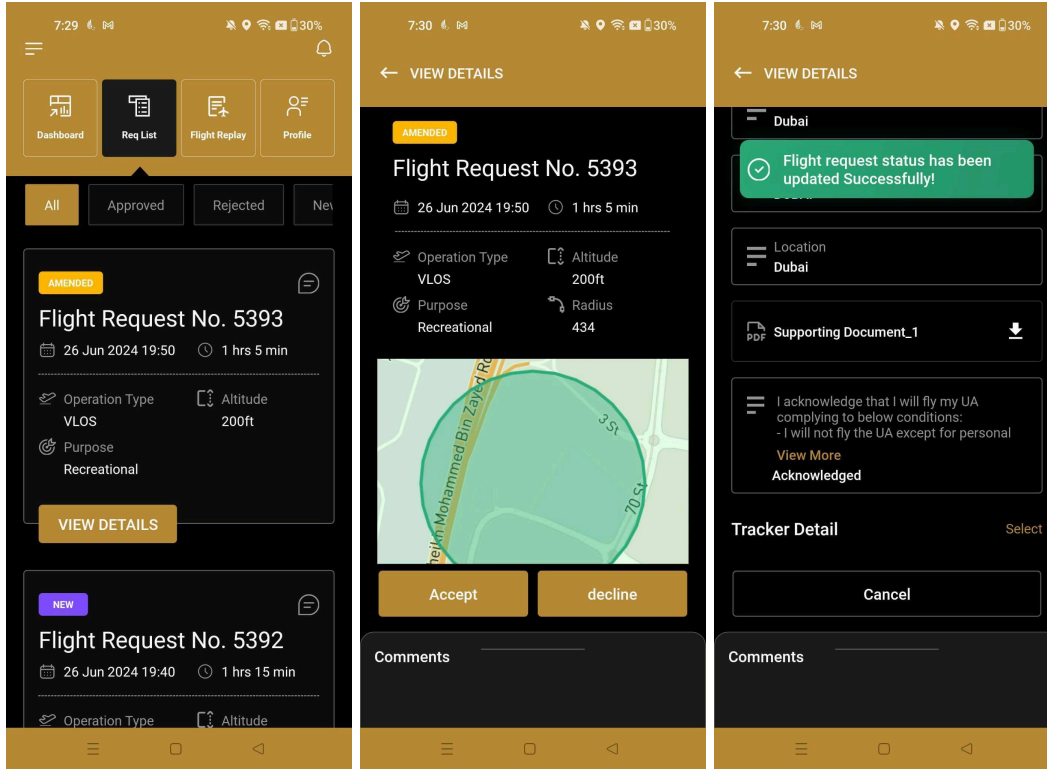 7:29
30%
Dashboard
Req List
Flight Replay
Profile
All
Approved
Rejected
AMENDED
Flight Request No. 5393
26 Jun 2024 19:50
1 hrs 5 min
Operation Type
VLOS
Altitude
200ft
Purpose
Recreational
VIEW DETAILS
NEW
Flight Request No. 5392
26 Jun 2024 19:40
1 hrs 15 min
Operation Type
Altitude
7:30
30%
VIEW DETAILS
AMENDED
Flight Request No. 5393
26 Jun 2024 19:50
1 hrs 5 min
Operation Type
VLOS
Altitude
200ft
Purpose
Recreational
Radius
434
Mohammed Bin Zayed
3 St
70 St
Accept
decline
Comments
7:30
30%
VIEW DETAILS
Dubai
Flight request status has been
updated Successfully!
Location
Dubai
PDF
Supporting Document_1
I acknowledge that I will fly my UA
complying to below conditions:
- I will not fly the UA except for personal
View More
Acknowledged
Tracker Detail
Select
Cancel
Comments